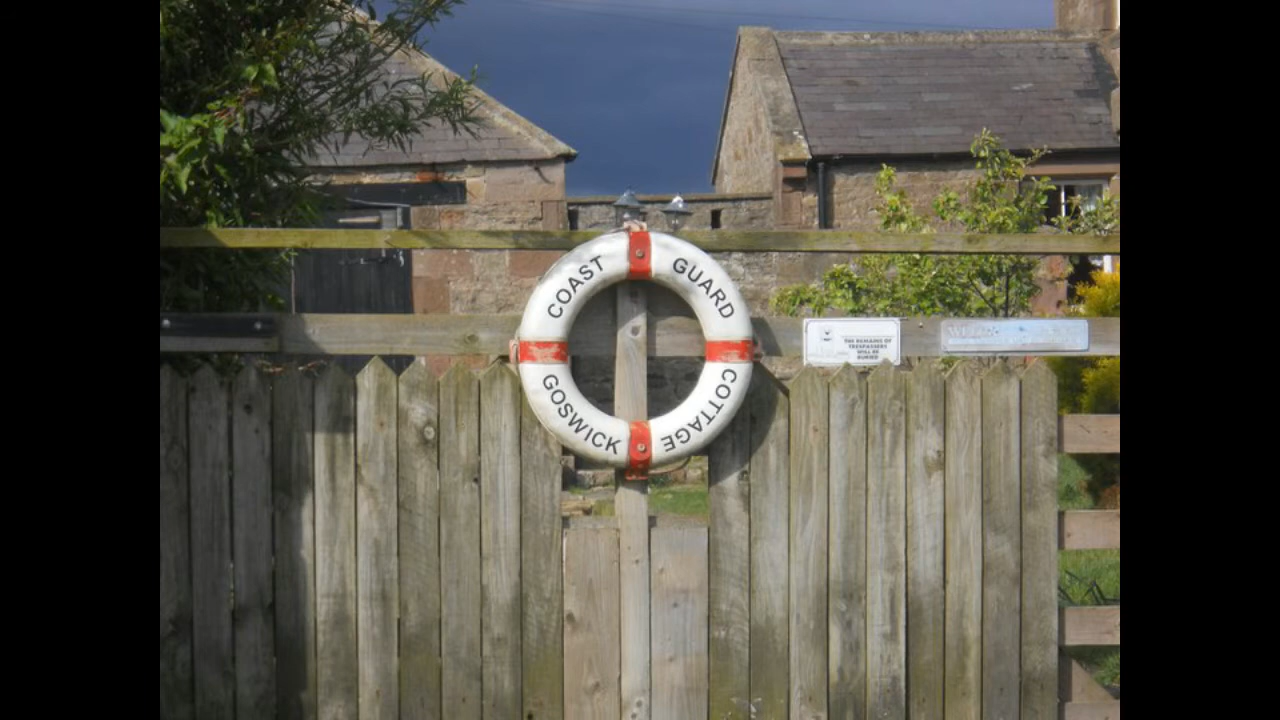 COAST GUARD
GOSWICK COTTAGE
THE REMAINS OF
TRESPASSERS
WILL BE
BURIED